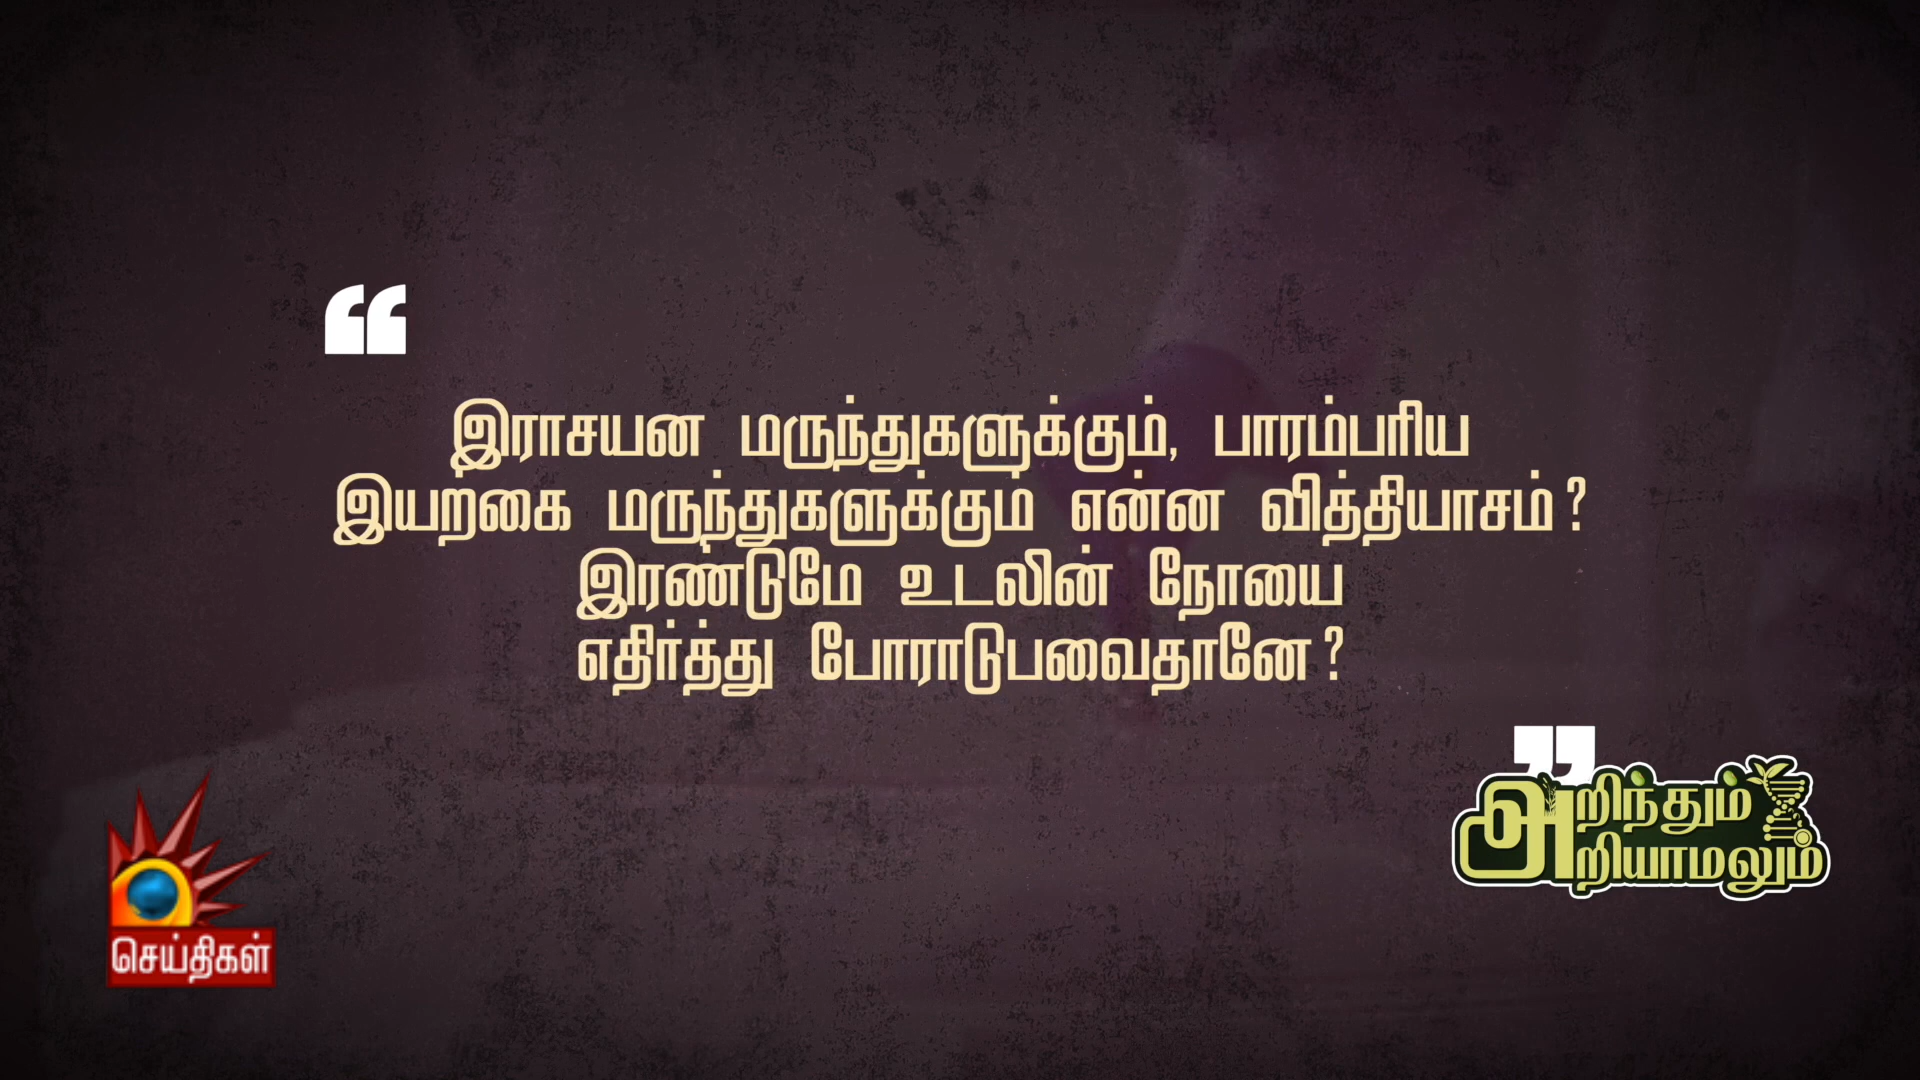 இராசயன மருந்துகளுக்கும், பாரம்பரிய
இயற்கை மருந்துகளுக்கும் என்ன வித்தியாசம்?
இரண்டுமே உடலின் நோயை
எதிர்த்து போராடுபவைதானே?
அறிந்தும்
அறியாமலும்
செய்திகள்